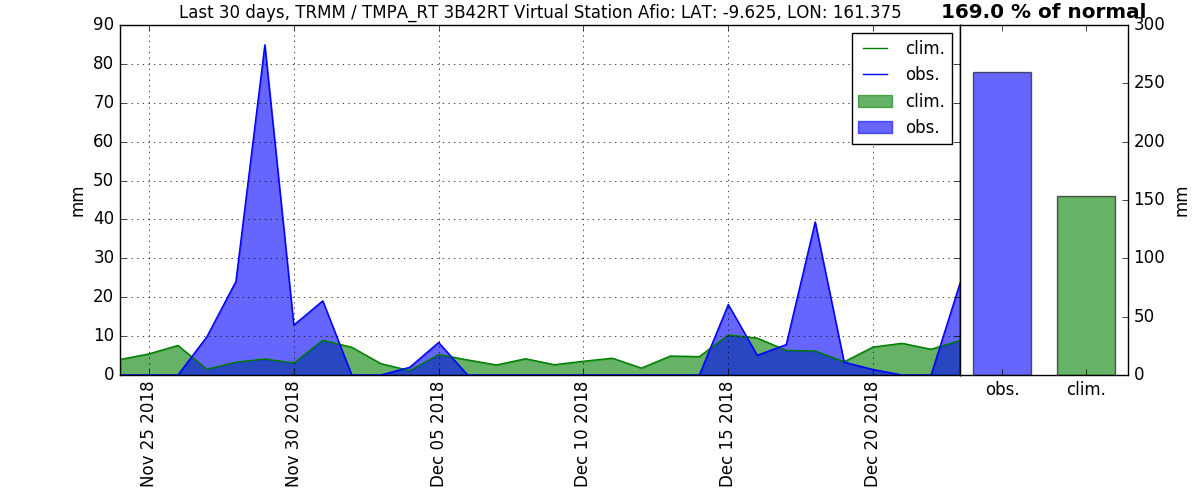 Last 30 days, TRMM / TMPA_RT 3B42RT Virtual Station Afio: LAT: -9.625, LON: 161.375
169.0 % of normal
90
80
70
60
50
40
30
20
10
0
mm
clim.
obs.
clim.
obs.
Nov 25 2018
Nov 30 2018
Dec 05 2018
Dec 10 2018
Dec 15 2018
Dec 20 2018
300
250
200
150
100
50
0
mm
obs.
clim.